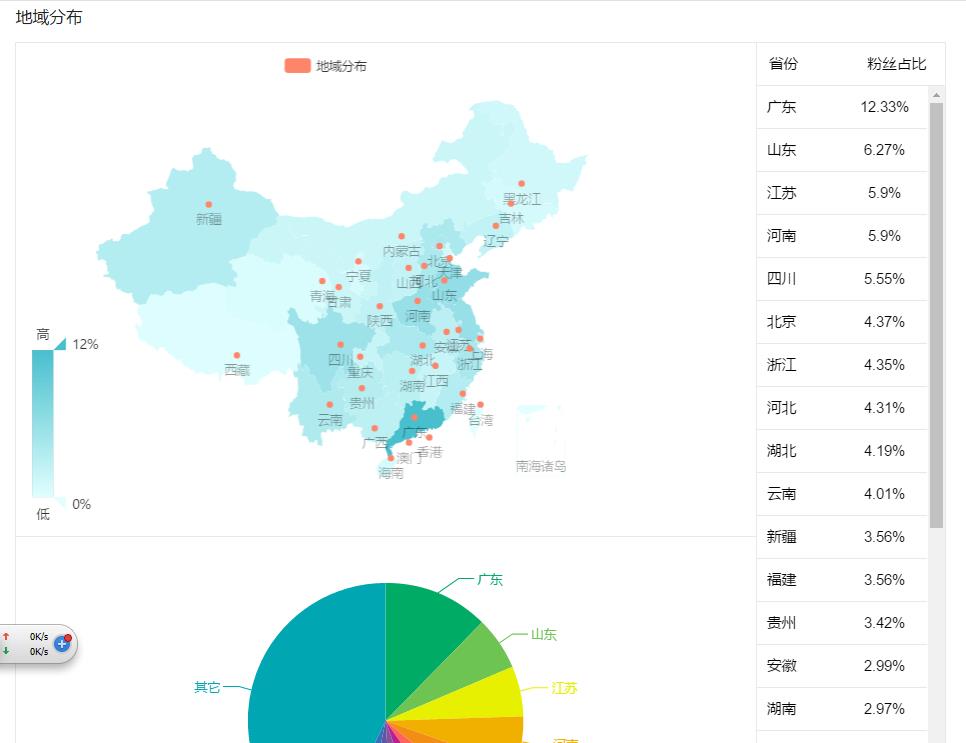 地域分布
地域分布
新疆
黑龙江
吉林
辽宁
内蒙古
北京
天津
宁夏
山西
河北
青海
甘肃
山东
陕西
河南
四川
重庆
湖北
安徽
江苏
上海
浙江
西藏
湖南
江西
贵州
云南
福建
台湾
广东
广西
香港
澳门
海南
南海诸岛
高
12%
0%
低
省份 粉丝占比
广东 12.33%
山东 6.27%
江苏 5.9%
河南 5.9%
四川 5.55%
北京 4.37%
浙江 4.35%
河北 4.31%
湖北 4.19%
云南 4.01%
新疆 3.56%
福建 3.56%
贵州 3.42%
安徽 2.99%
湖南 2.97%
广东
山东
江苏
河南
其它
0K/s
0K/s